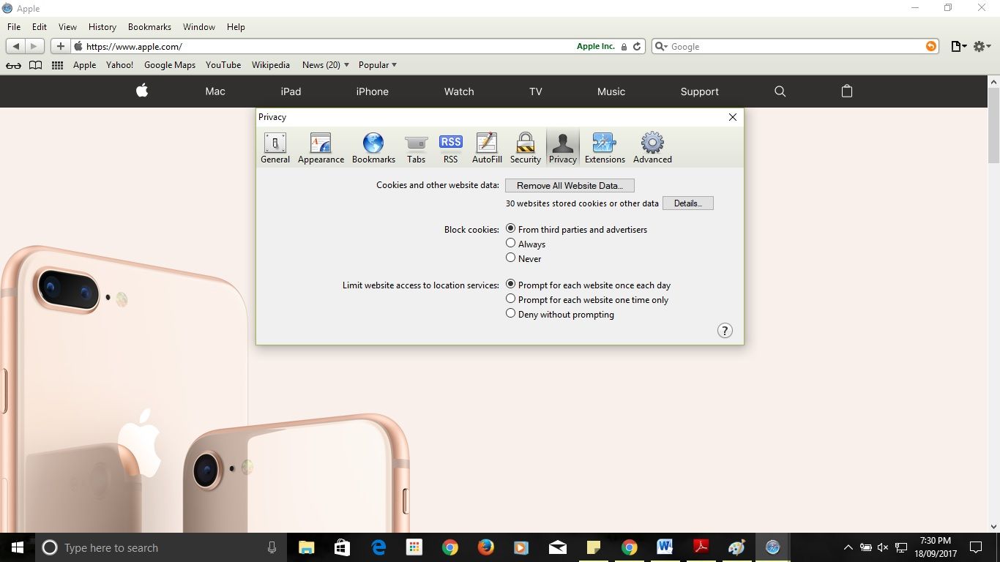 Apple
File Edit View History Bookmarks Window Help
https://www.apple.com/ Apple Inc. Google
Apple Yahoo! Google Maps YouTube Wikipedia News (20) Popular
Mac iPad iPhone Watch TV Music Support
Privacy
RSS
General Appearance Bookmarks Tabs RSS AutoFill Security Privacy Extensions Advanced
Cookies and other website data: Remove All Website Data...
30 websites stored cookies or other data Details...
Block cookies: From third parties and advertisers
Always
Never
Limit website access to location services: Prompt for each website once each day
Prompt for each website one time only
Deny without prompting
?
Type here to search
7:30 PM
18/09/2017